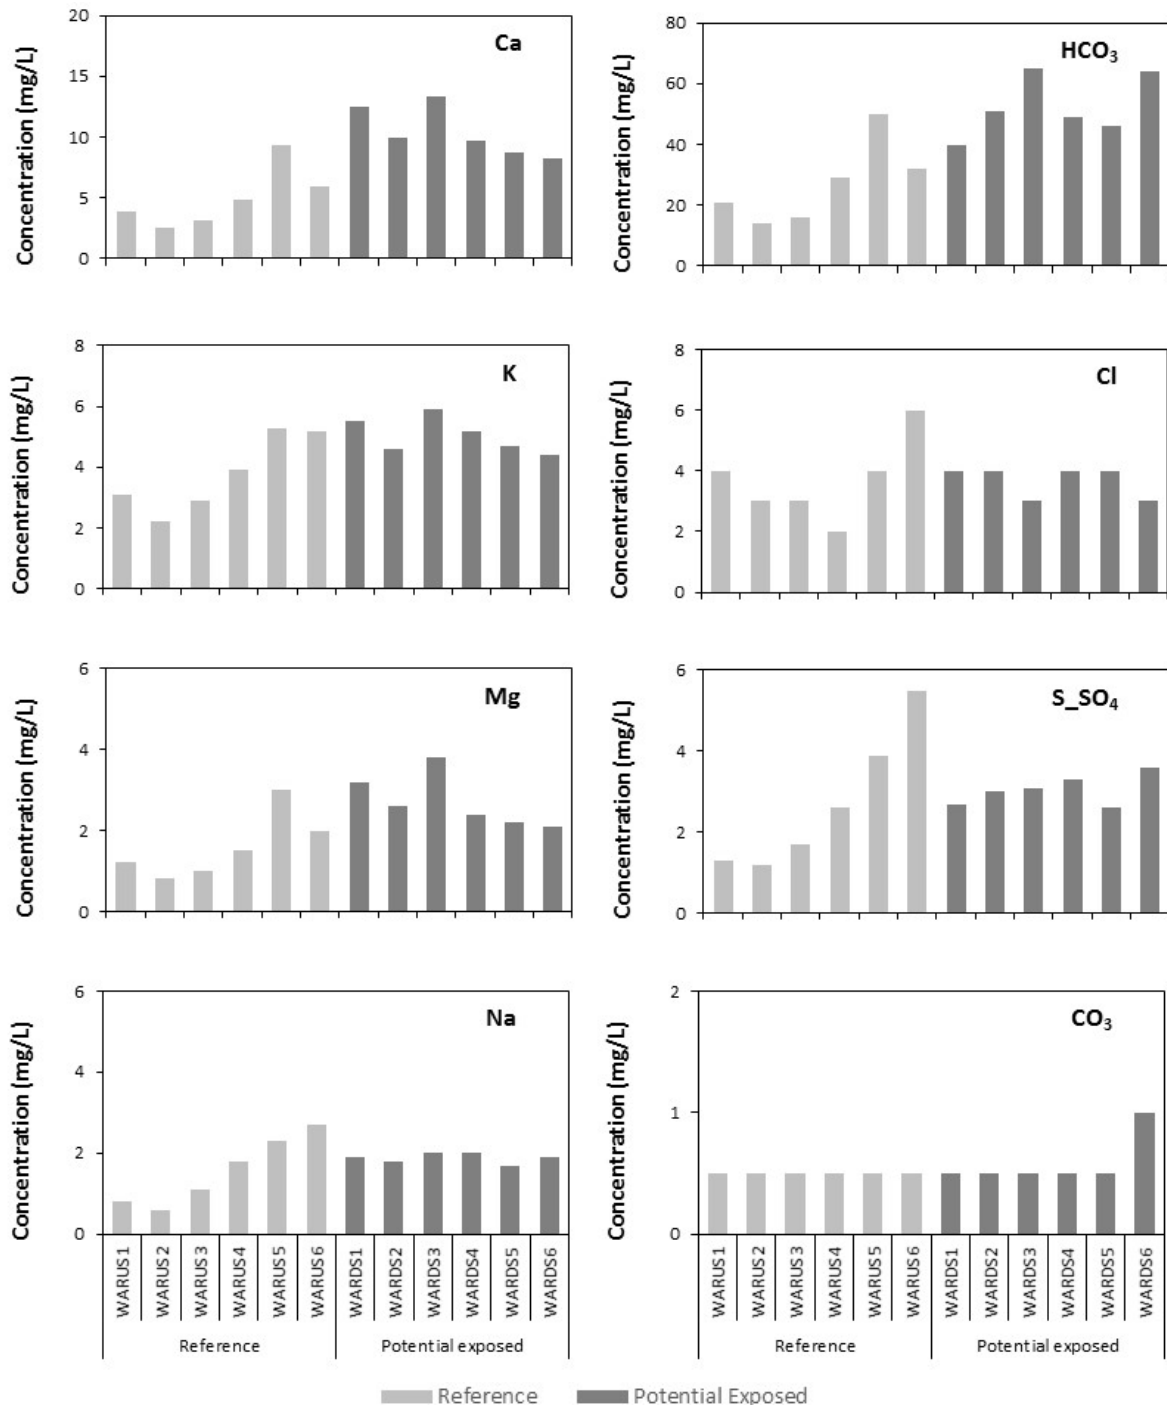 Concentration (mg/L)
20
15
10
5
0
Ca
Concentration (mg/L)
80
60
40
20
0
HCO₃
Concentration (mg/L)
8
6
4
2
0
K
Concentration (mg/L)
8
6
4
2
0
Cl
Concentration (mg/L)
6
4
2
0
Mg
Concentration (mg/L)
6
4
2
0
S_SO₄
Concentration (mg/L)
6
4
2
0
Na
WARUS1
WARUS2
WARUS3
WARUS4
WARUS5
WARUS6
WARDS1
WARDS2
WARDS3
WARDS4
WARDS5
WARDS6
Reference
Potential exposed
Concentration (mg/L)
2
1
0
CO₃
WARUS1
WARUS2
WARUS3
WARUS4
WARUS5
WARUS6
WARDS1
WARDS2
WARDS3
WARDS4
WARDS5
WARDS6
Reference
Potential exposed
Reference
Potential Exposed